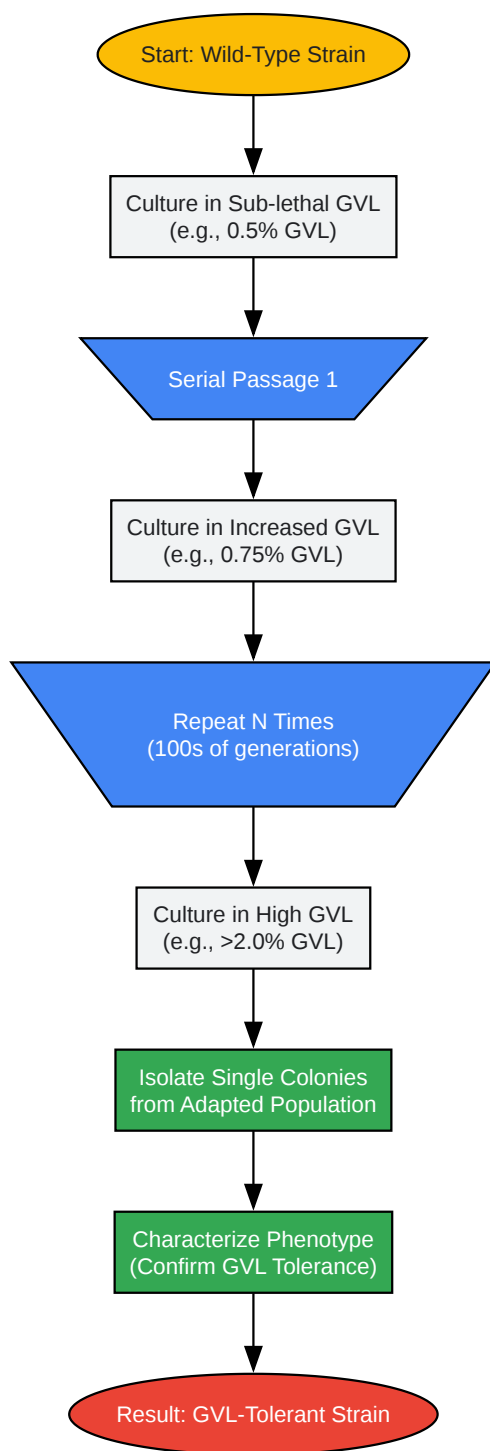 Start: Wild-Type Strain
Culture in Sub-lethal GVL
(e.g., 0.5% GVL)
Serial Passage 1
Culture in Increased GVL
(e.g., 0.75% GVL)
Repeat N Times
(100s of generations)
Culture in High GVL
(e.g., >2.0% GVL)
Isolate Single Colonies
from Adapted Population
Characterize Phenotype
(Confirm GVL Tolerance)
Result: GVL-Tolerant Strain